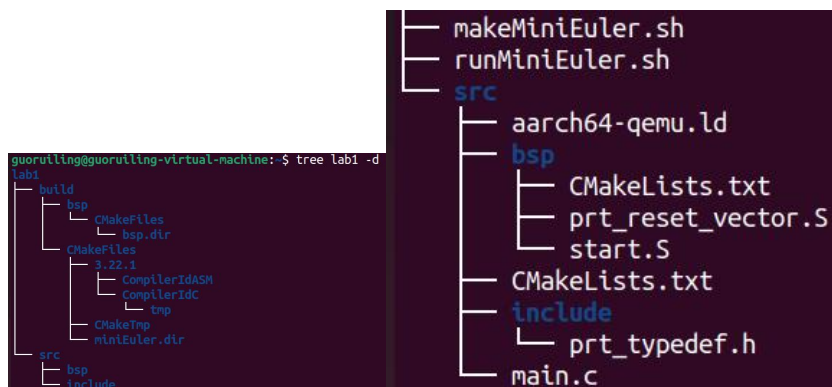 guoruiling@guoruiling-virtual-machine:~$ tree lab1 -d
lab1
├── build
│   ├── bsp
│   │   └── CMakeFiles
│   │       └── bsp.dir
│   └── CMakeFiles
│       ├── 3.22.1
│       │   ├── CompilerIdASM
│       │   └── CompilerIdC
│       │       └── tmp
│       ├── CMakeTmp
│       └── miniEuler.dir
└── src
    ├── bsp
    └── include
├── makeMiniEuler.sh
├── runMiniEuler.sh
└── src
    ├── aarch64-qemu.ld
    ├── bsp
    │   ├── CMakeLists.txt
    │   ├── prt_reset_vector.S
    │   └── start.S
    ├── CMakeLists.txt
    ├── include
    │   └── prt_typedef.h
    └── main.c